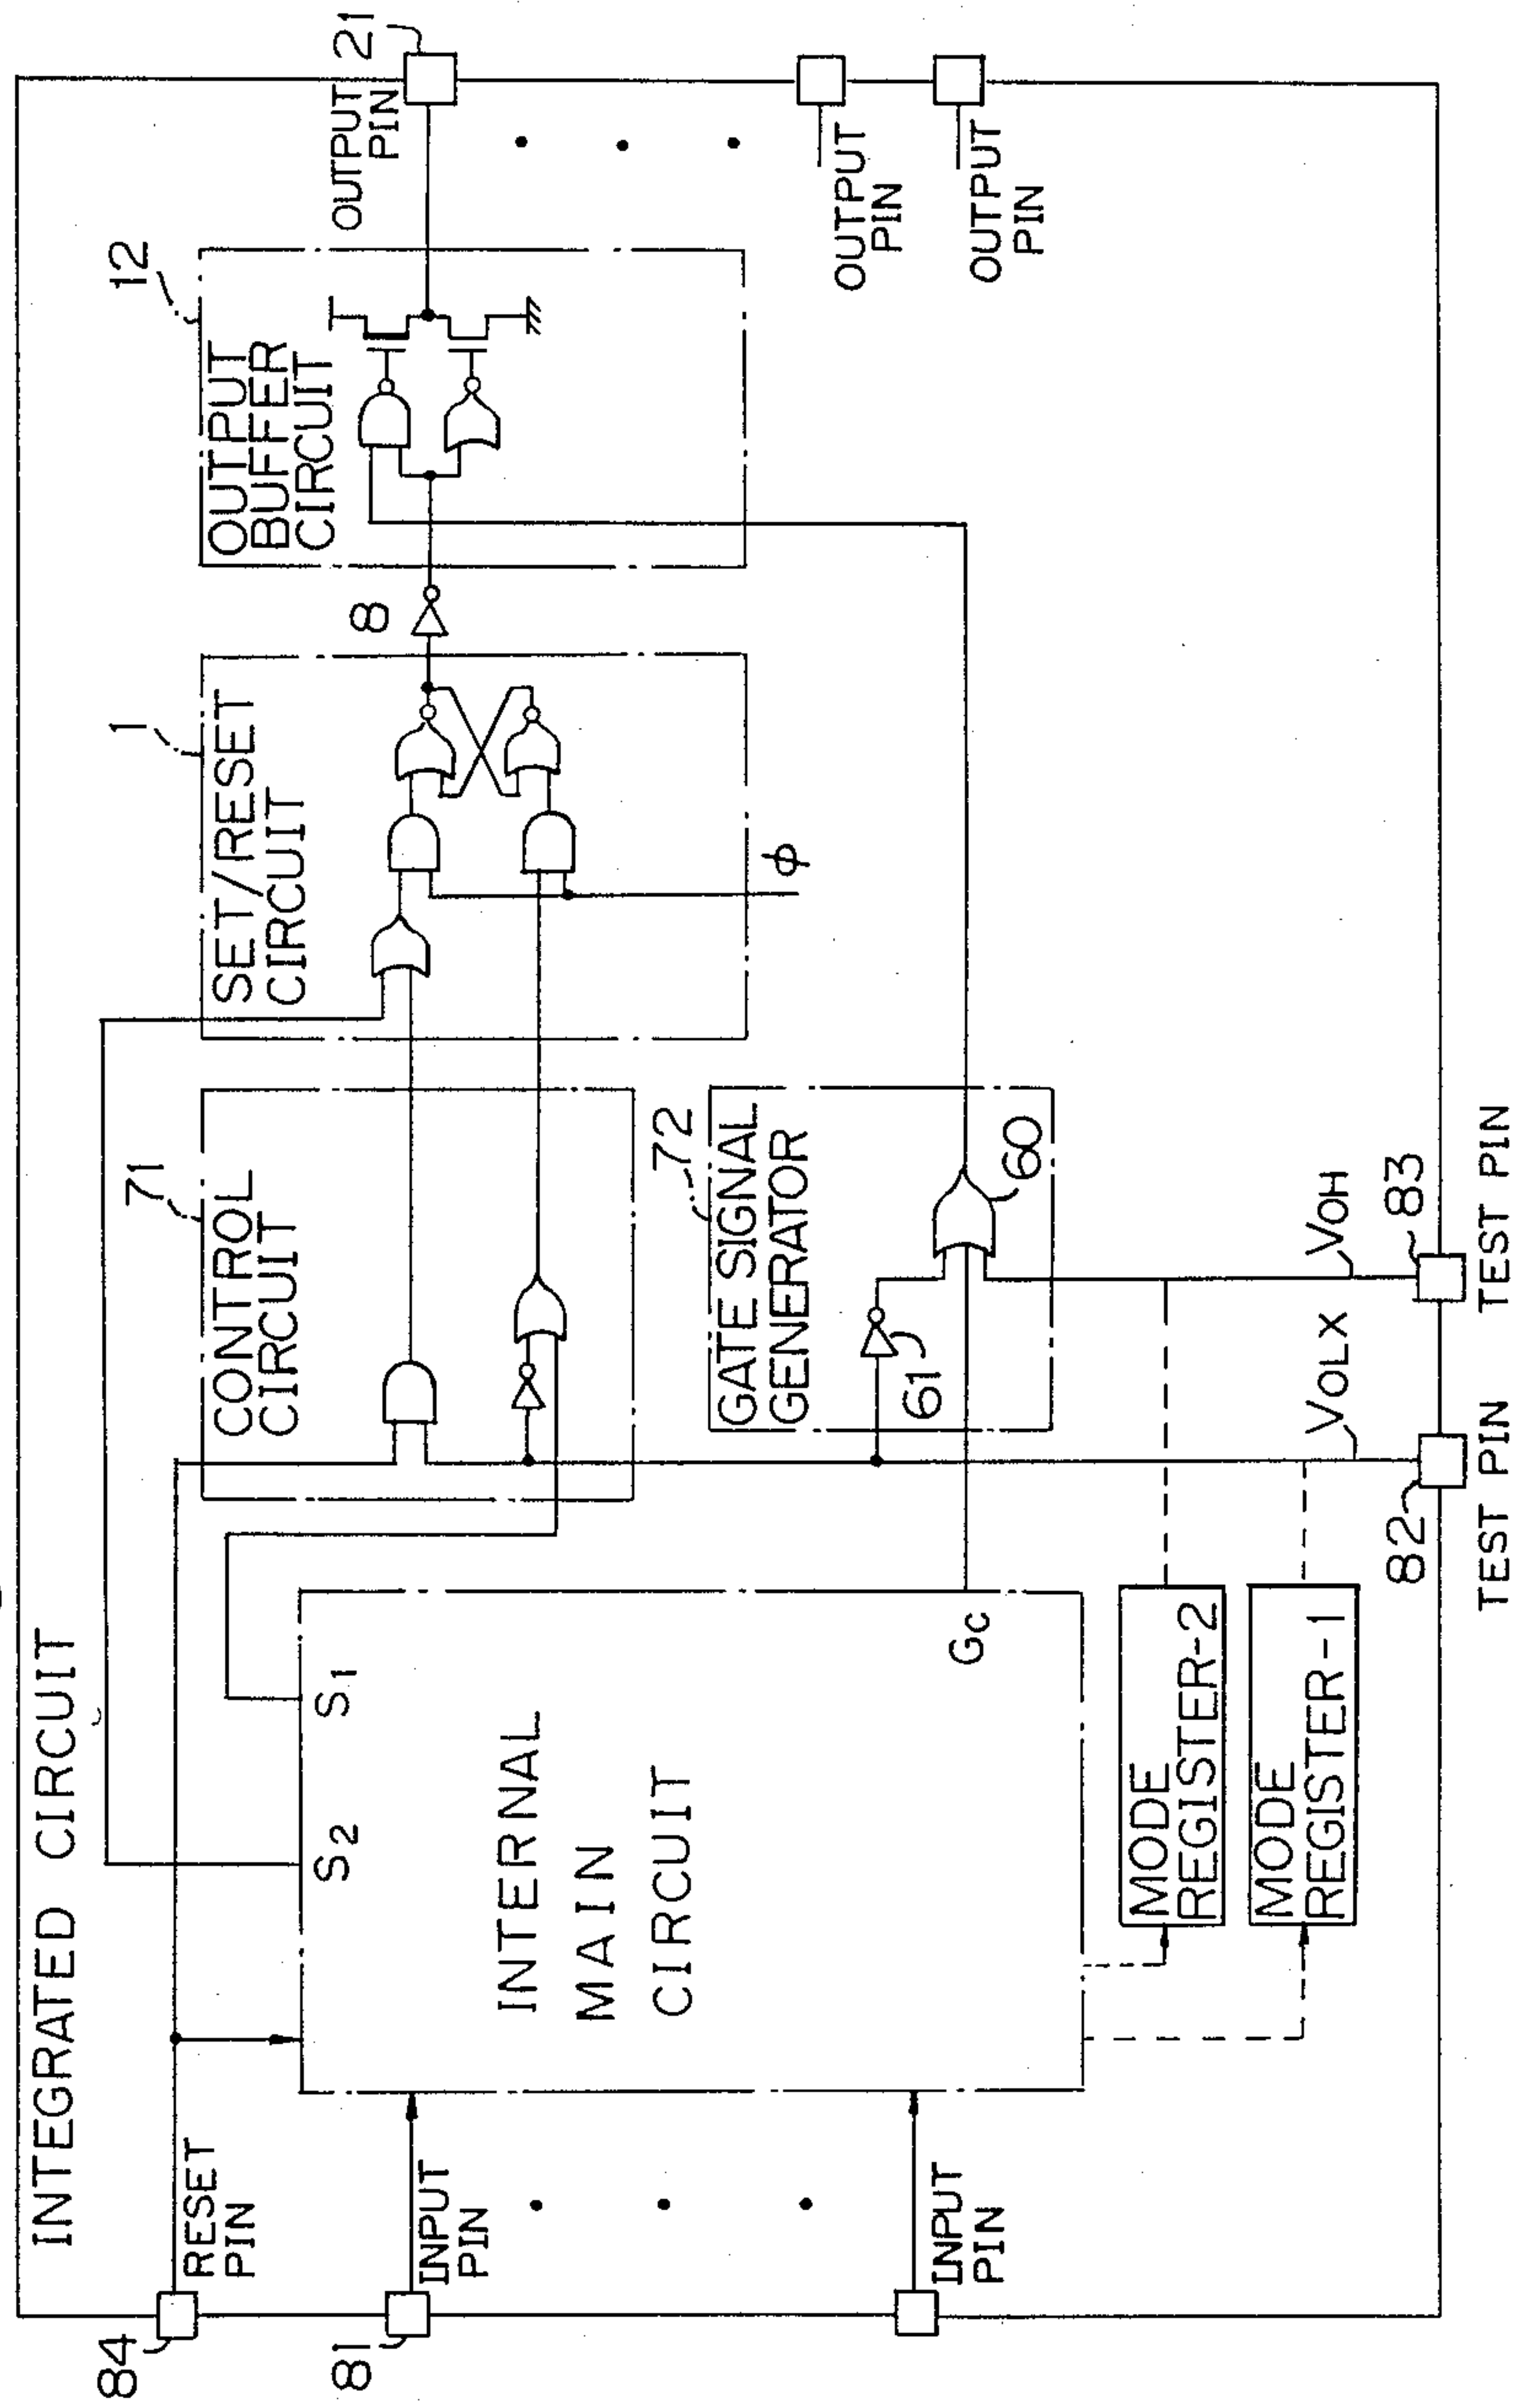 INTEGRATED CIRCUIT
84
RESET
PIN
81
INPUT
PIN
INPUT
PIN
INTERNAL
MAIN
CIRCUIT
S2
S1
GC
MODE
REGISTER-2
MODE
REGISTER-1
71
CONTROL
CIRCUIT
72
GATE SIGNAL
GENERATOR
61
60
VOLX
VOH
82
TEST PIN
83
TEST PIN
1
SET/RESET
CIRCUIT
φ
8
12
OUTPUT
BUFFER
CIRCUIT
OUTPUT
PIN
21
OUTPUT
PIN
OUTPUT
PIN